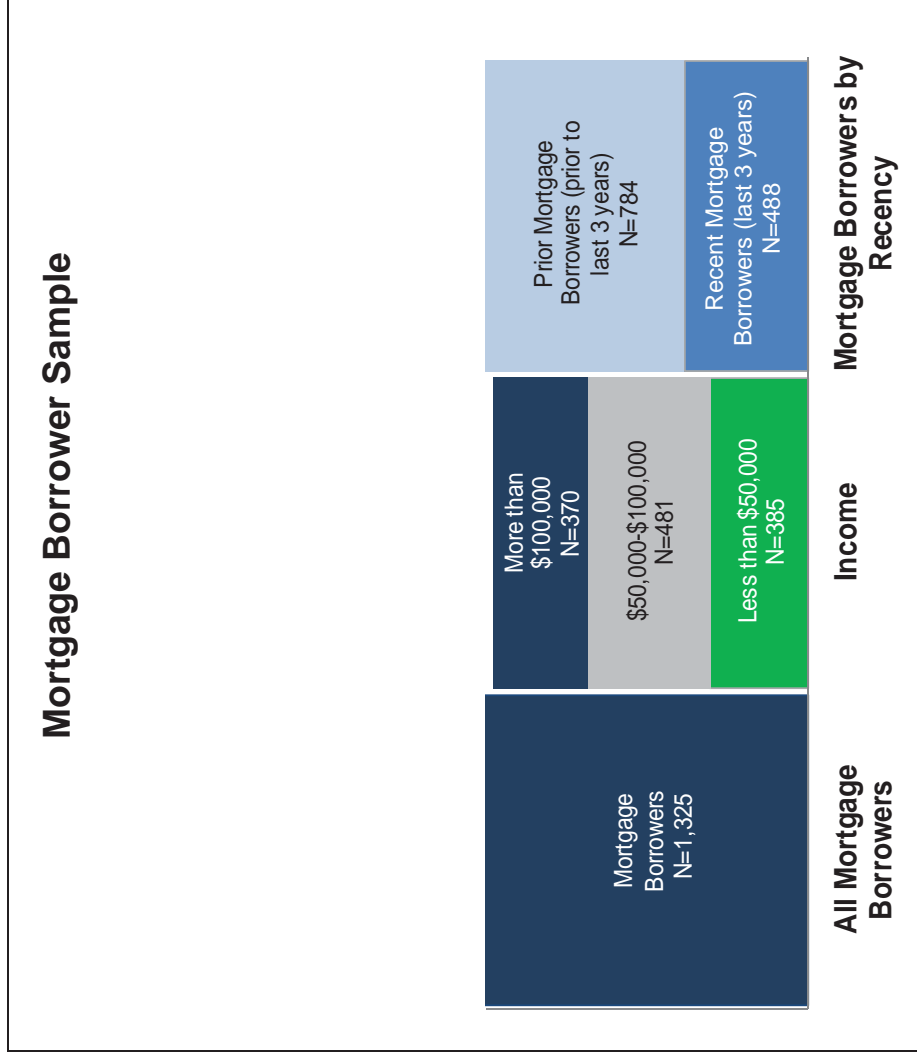 Mortgage Borrower Sample
Mortgage
Borrowers
N=1,325
More than
$100,000
N=370
$50,000-$100,000
N=481
Less than $50,000
N=385
Prior Mortgage
Borrowers (prior to
last 3 years)
N=784
Recent Mortgage
Borrowers (last 3 years)
N=488
All Mortgage
Borrowers
Income
Mortgage Borrowers by
Recency